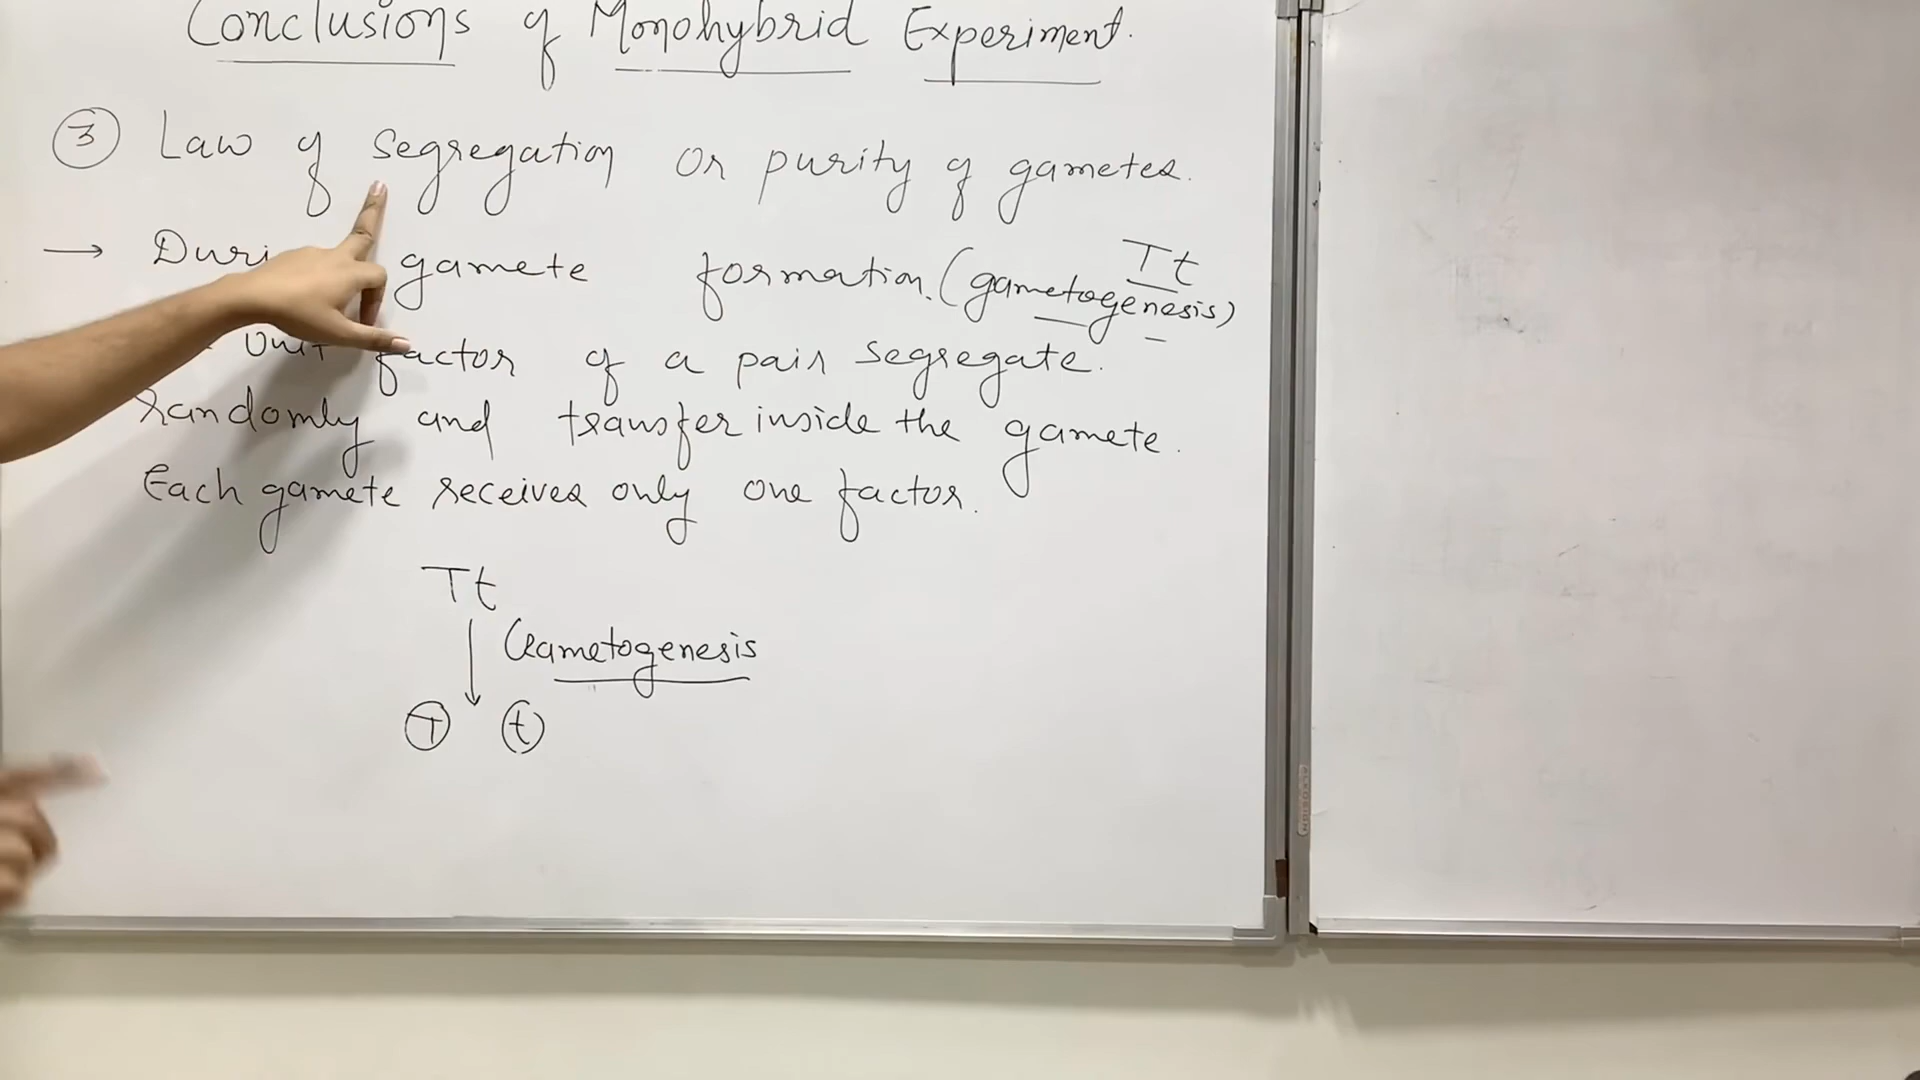 Conclusions of Monohybrid Experiment.
③ Law of segregation or purity of gametes.
→ During gamete formation. (gametogenesis) Tt
unit factor of a pair segregate.
randomly and transfer inside the gamete.
Each gamete receives only one factor.
Tt
Gametogenesis
T t